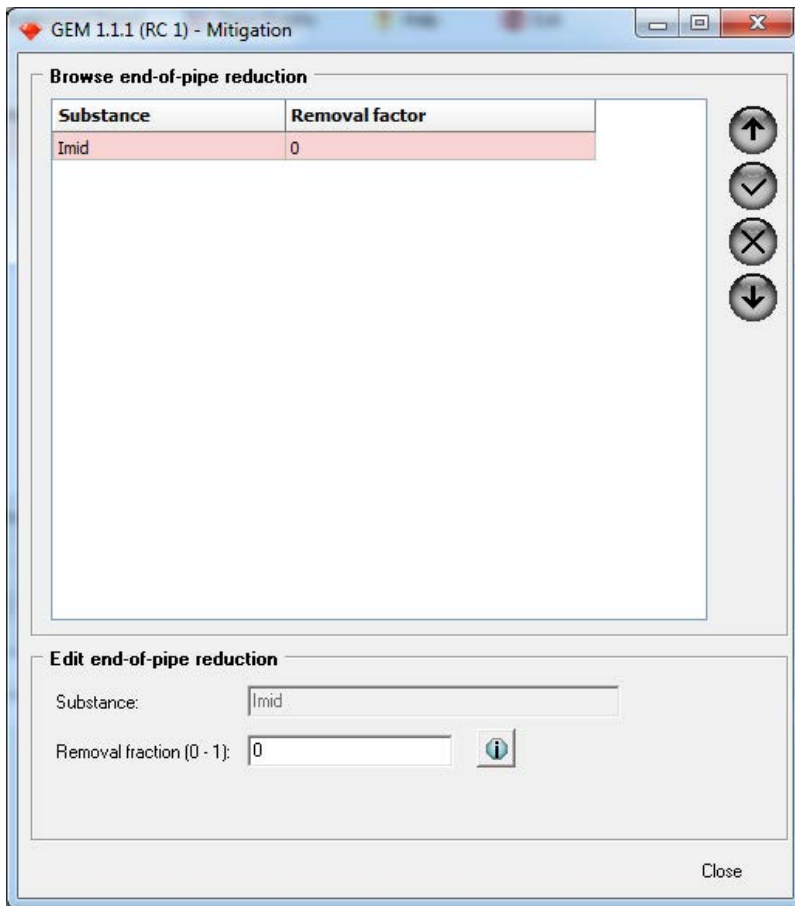 GEM 1.1.1 (RC 1) - Mitigation
Browse end-of-pipe reduction
Substance Removal factor
Imid 0
Edit end-of-pipe reduction
Substance: Imid
Removal fraction (0 - 1): 0
Close